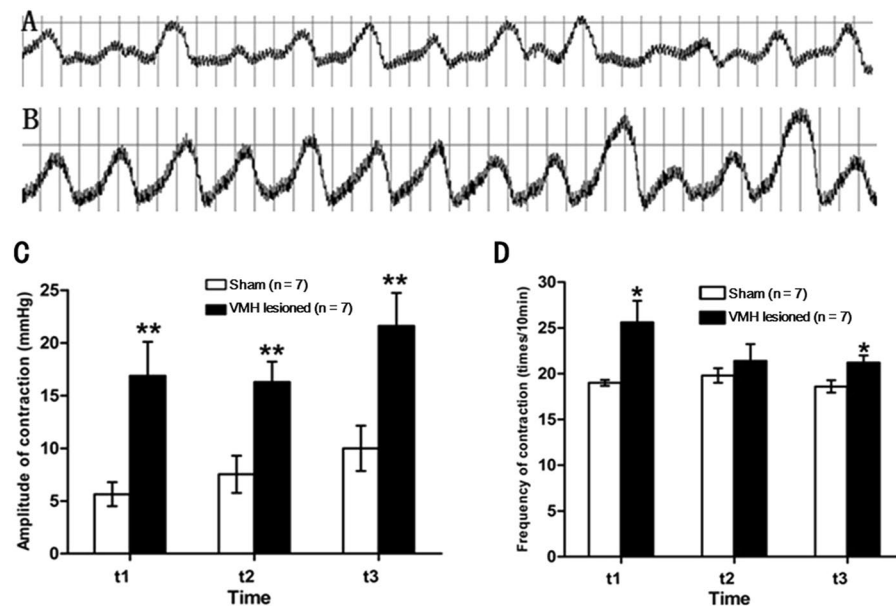 A
B
C
Amplitude of contraction (mmHg)
25
20
15
10
5
0
Sham (n = 7)
VMH lesioned (n = 7)
**
**
**
t1
t2
t3
Time
D
Frequency of contraction (times/10min)
30
25
20
15
10
5
0
Sham (n = 7)
VMH lesioned (n = 7)
*
*
t1
t2
t3
Time